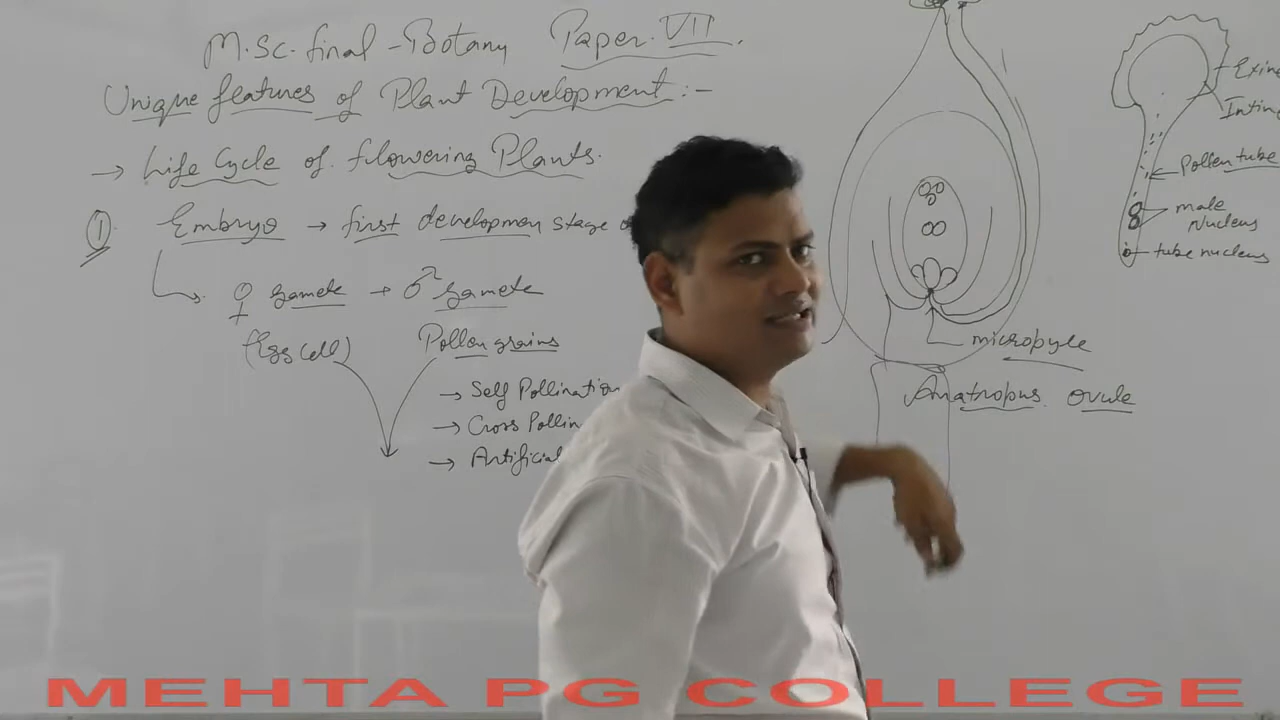 M.Sc. final - Botany Paper. VII.
Unique features of Plant Development :-
→ Life Cycle of flowering Plants.
① Embryo → first developmen stage
♀ gamete + ♂ gamete
(Egg cell) Pollen grains
→ Self Pollination
→ Cross Pollin
→ Artificial
micropyle
Anatropus ovule
Exine
Intine
Pollen tube
male
Nucleus
tube nucleus
MEHTA PG COLLEGE